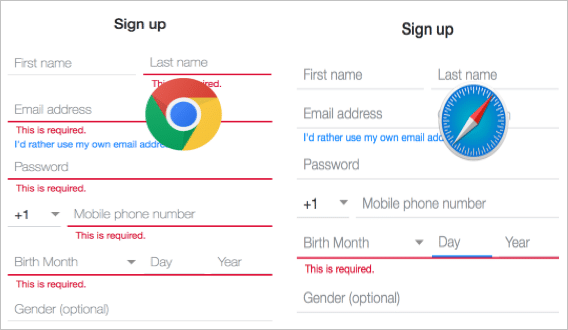 Sign up
First name Last name
This is required.
Email address
This is required.
I'd rather use my own email addre
Password
This is required.
+1 Mobile phone number
This is required.
Birth Month Day Year
This is required.
Gender (optional)
Sign up
First name Last name
Email address
I'd rather use my own email addre
Password
+1 Mobile phone number
Birth Month Day Year
This is required.
Gender (optional)